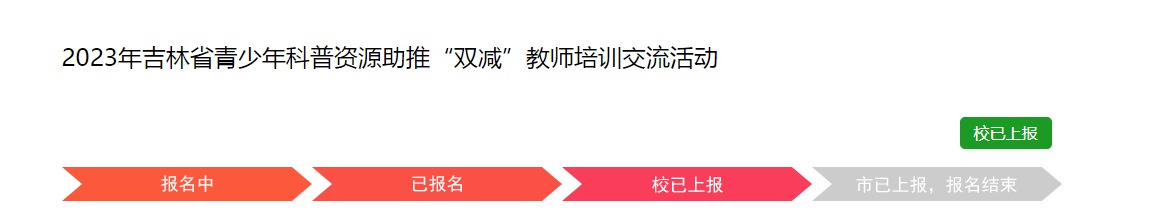 2023年吉林省青少年科普资源助推“双减”教师培训交流活动
校已上报
报名中 已报名 校已上报 市已上报，报名结束